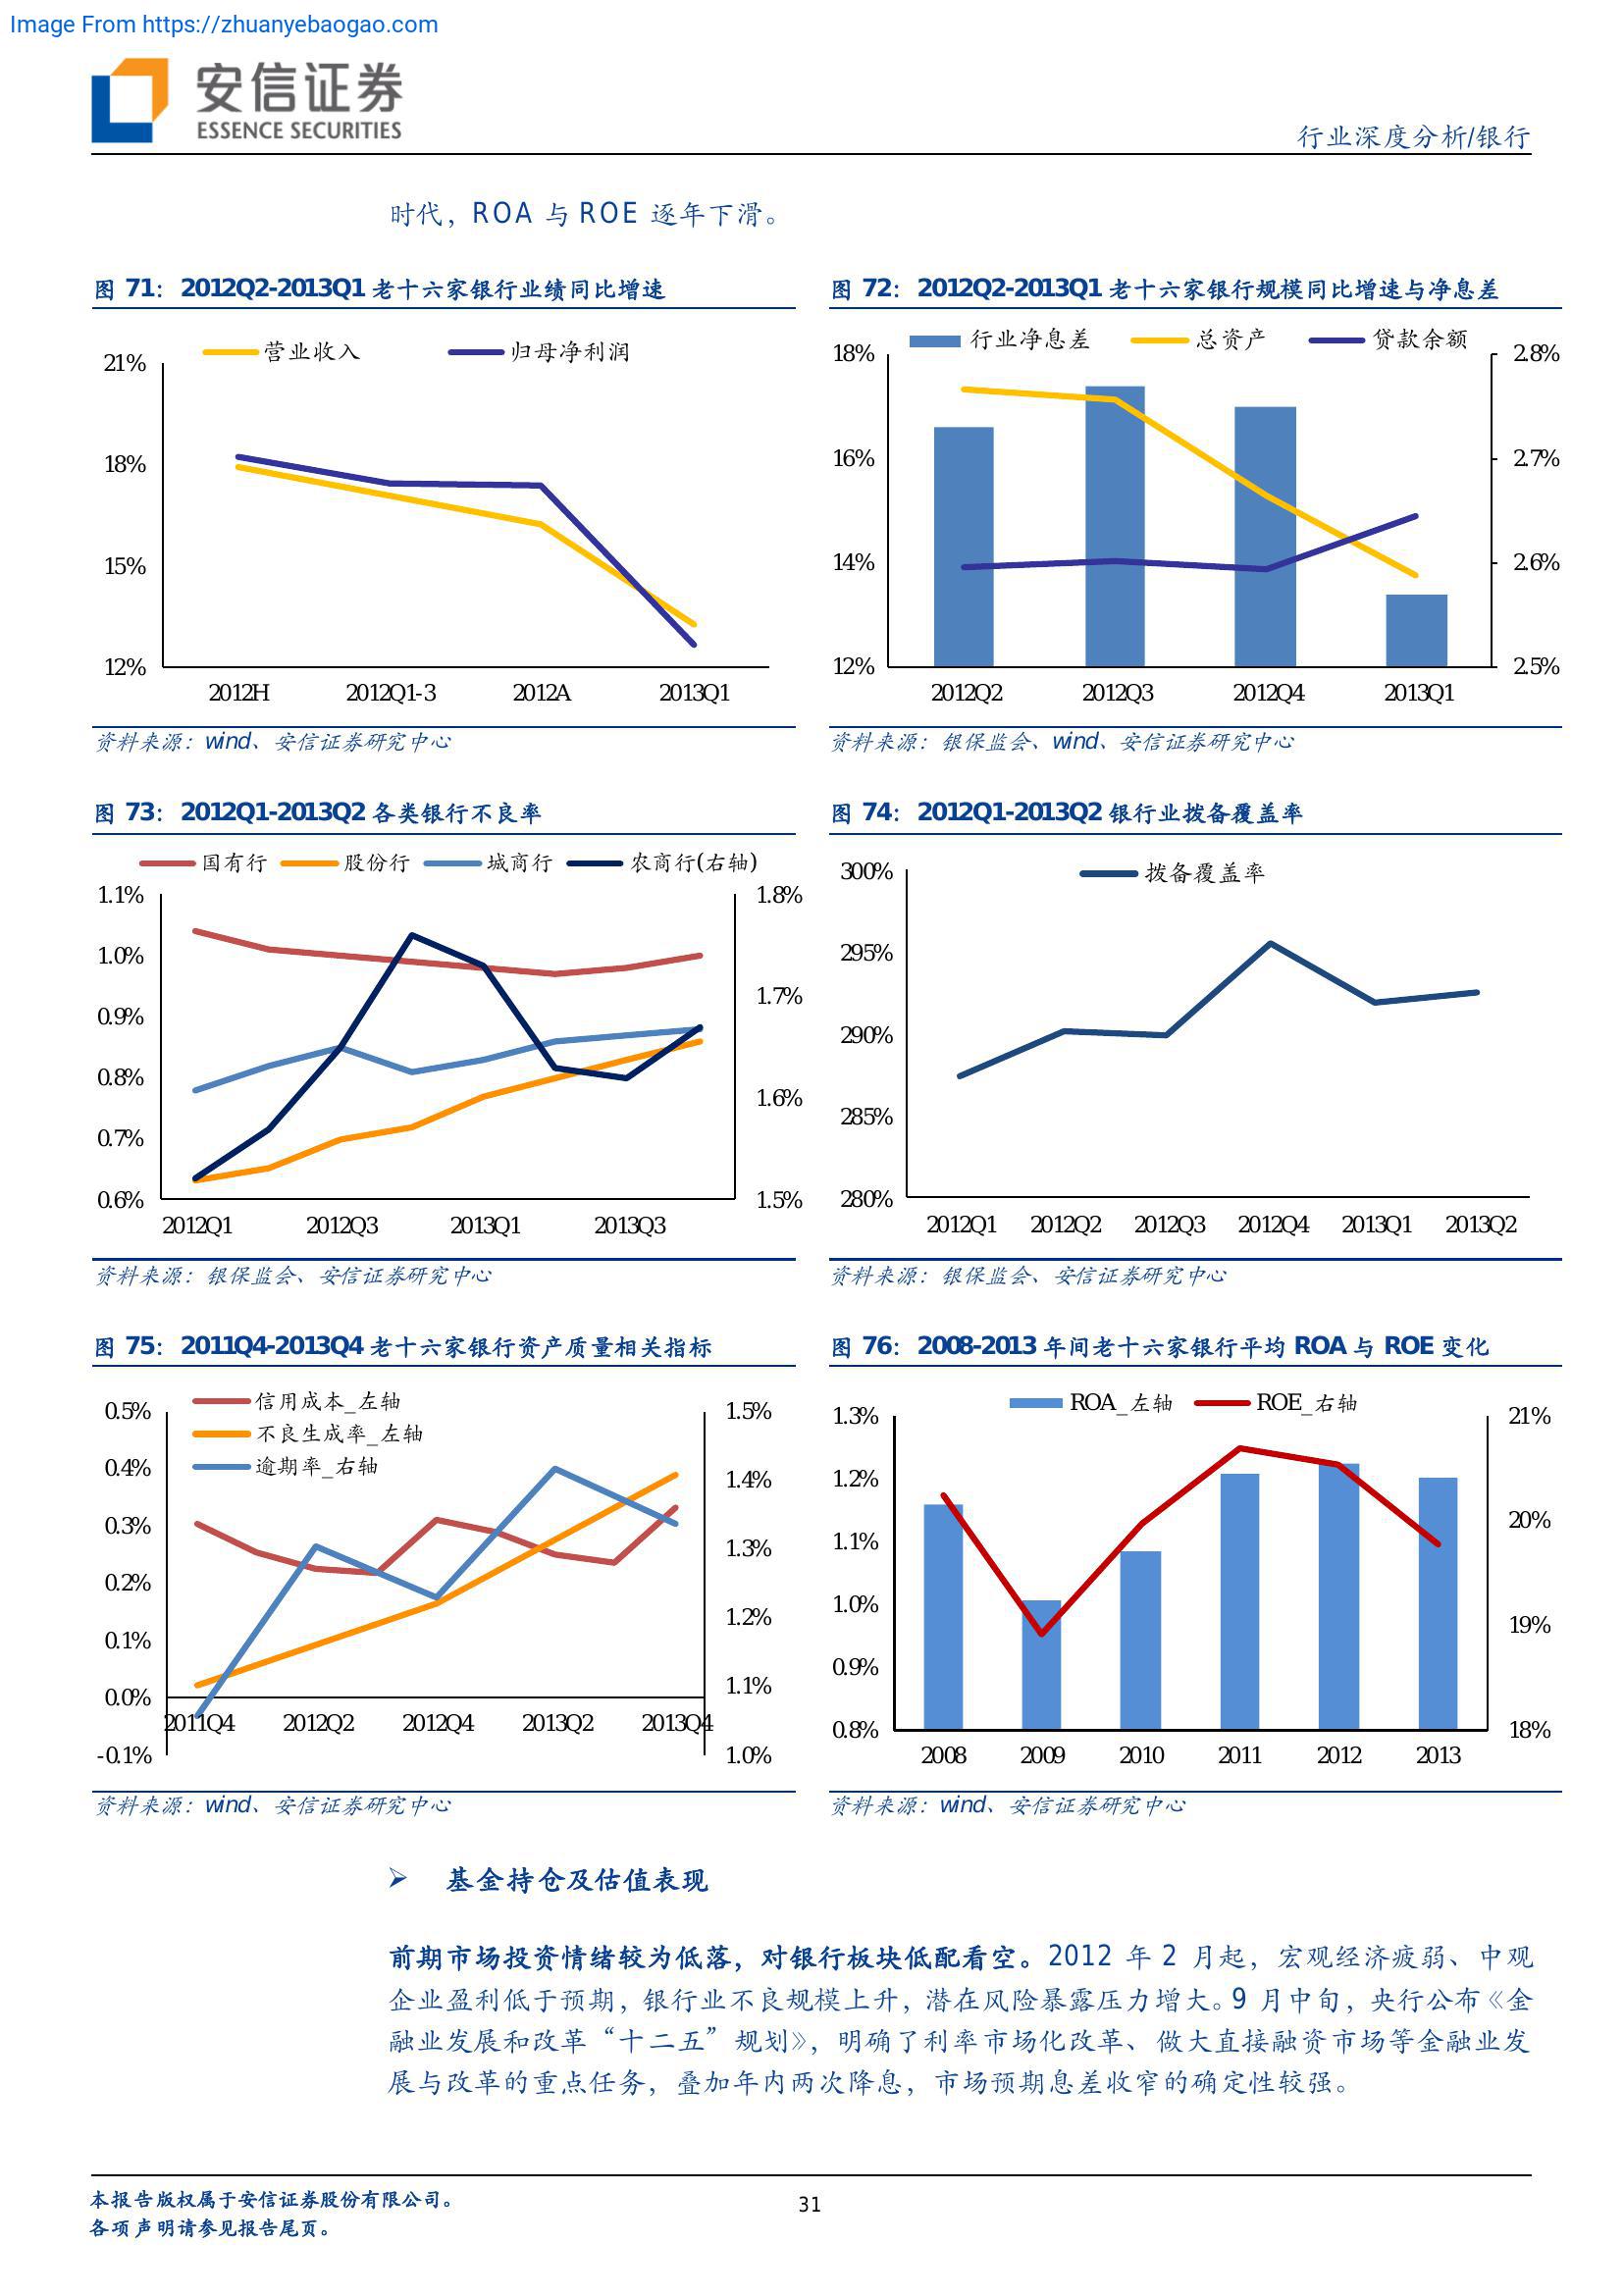 Image From https://zhuanyebaogao.com
安信证券
ESSENCE SECURITIES
行业深度分析/银行
时代，ROA 与 ROE 逐年下滑。
图 71：2012Q2-2013Q1 老十六家银行业绩同比增速
营业收入 归母净利润
21%
18%
15%
12%
2012H 2012Q1-3 2012A 2013Q1
资料来源：wind、安信证券研究中心
图 72：2012Q2-2013Q1 老十六家银行规模同比增速与净息差
行业净息差 总资产 贷款余额
18% 2.8%
16% 2.7%
14% 2.6%
12% 2.5%
2012Q2 2012Q3 2012Q4 2013Q1
资料来源：银保监会、wind、安信证券研究中心
图 73：2012Q1-2013Q2 各类银行不良率
国有行 股份行 城商行 农商行(右轴)
1.1% 1.8%
1.0%
1.7%
0.9%
0.8%
1.6%
0.7%
0.6% 1.5%
2012Q1 2012Q3 2013Q1 2013Q3
资料来源：银保监会、安信证券研究中心
图 74：2012Q1-2013Q2 银行业拨备覆盖率
拨备覆盖率
300%
295%
290%
285%
280%
2012Q1 2012Q2 2012Q3 2012Q4 2013Q1 2013Q2
资料来源：银保监会、安信证券研究中心
图 75：2011Q4-2013Q4 老十六家银行资产质量相关指标
信用成本_左轴
不良生成率_左轴
逾期率_右轴
0.5% 1.5%
0.4% 1.4%
0.3% 1.3%
0.2% 1.2%
0.1% 1.1%
0.0%
2011Q4 2012Q2 2012Q4 2013Q2 2013Q4
-0.1% 1.0%
资料来源：wind、安信证券研究中心
图 76：2008-2013 年间老十六家银行平均 ROA 与 ROE 变化
ROA_左轴 ROE_右轴
1.3% 21%
1.2%
1.1% 20%
1.0% 19%
0.9%
0.8% 18%
2008 2009 2010 2011 2012 2013
资料来源：wind、安信证券研究中心
➢ 基金持仓及估值表现
前期市场投资情绪较为低落，对银行板块低配看空。2012 年 2 月起，宏观经济疲弱、中观
企业盈利低于预期，银行业不良规模上升，潜在风险暴露压力增大。9 月中旬，央行公布《金
融业发展和改革“十二五”规划》，明确了利率市场化改革、做大直接融资市场等金融业发
展与改革的重点任务，叠加年内两次降息，市场预期息差收窄的确定性较强。
本报告版权属于安信证券股份有限公司。
31
各项声明请参见报告尾页。